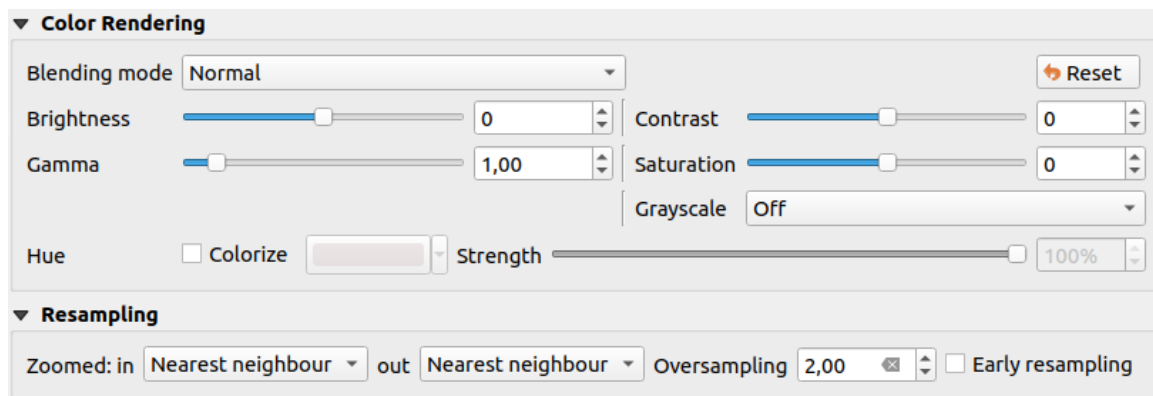 Color Rendering
Blending mode Normal Reset
Brightness 0 Contrast 0
Gamma 1,00 Saturation 0
Grayscale Off
Hue Colorize Strength 100%
Resampling
Zoomed: in Nearest neighbour out Nearest neighbour Oversampling 2,00 Early resampling